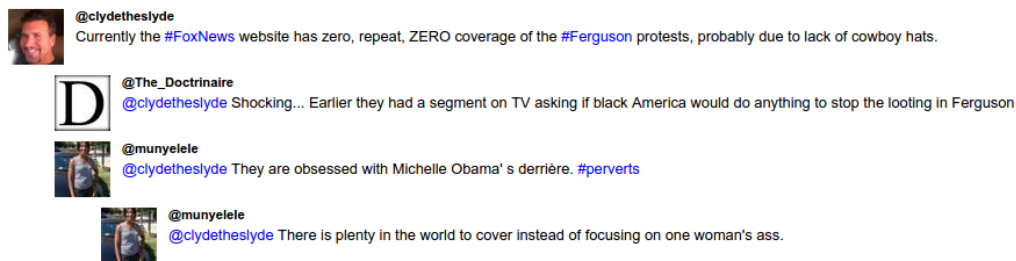 @clydetheslyde
Currently the #FoxNews website has zero, repeat, ZERO coverage of the #Ferguson protests, probably due to lack of cowboy hats.
D
@The_Doctrinaire
@clydetheslyde Shocking... Earlier they had a segment on TV asking if black America would do anything to stop the looting in Ferguson
@munyelele
@clydetheslyde They are obsessed with Michelle Obama' s derrière. #perverts
@munyelele
@clydetheslyde There is plenty in the world to cover instead of focusing on one woman's ass.